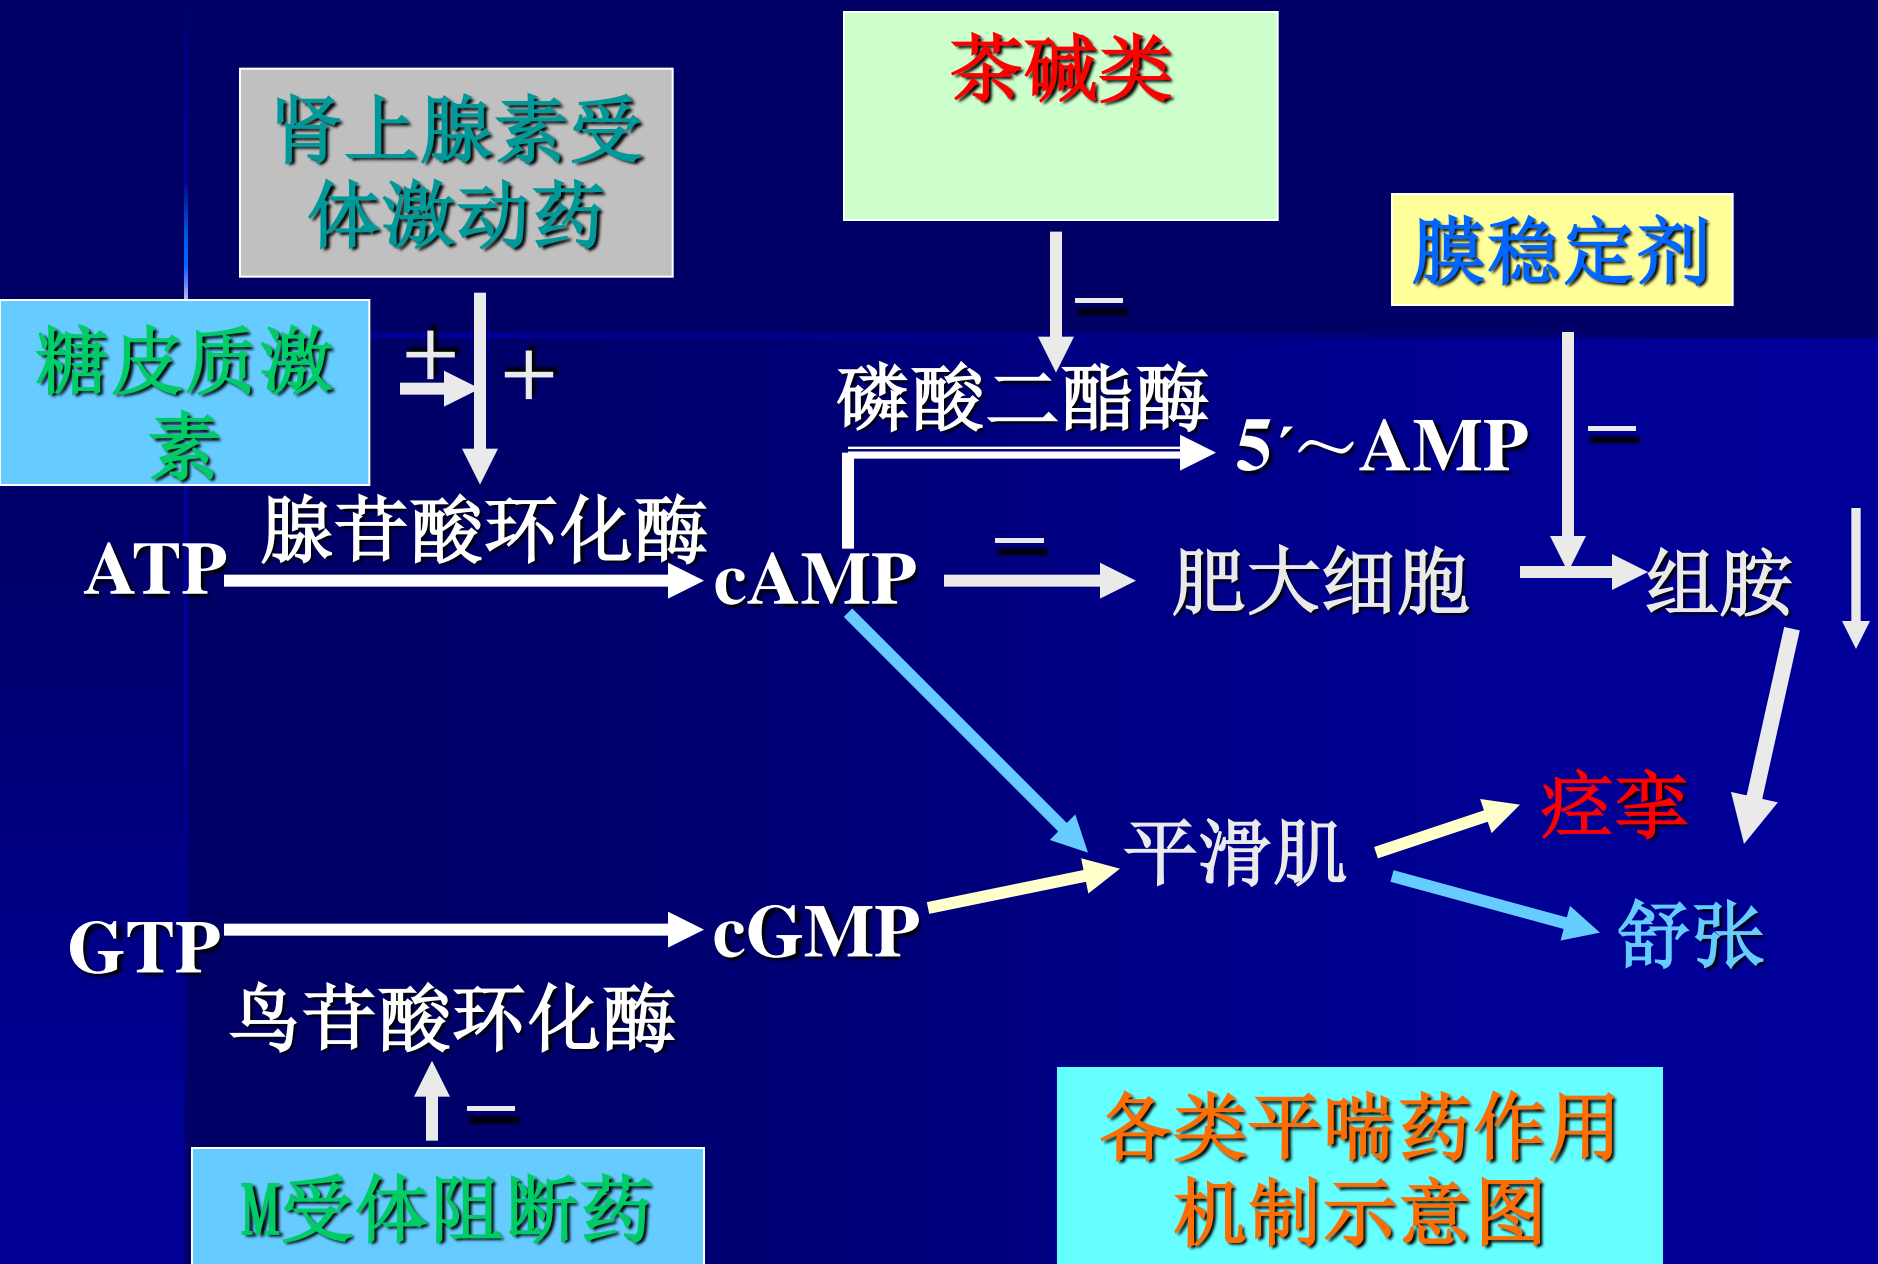 茶碱类
肾上腺素受
体激动药
膜稳定剂
糖皮质激
素
+
+
—
磷酸二酯酶
5′～AMP
—
腺苷酸环化酶
ATP
cAMP
—
肥大细胞
组胺
痉挛
平滑肌
舒张
GTP
cGMP
鸟苷酸环化酶
—
M受体阻断药
各类平喘药作用
机制示意图